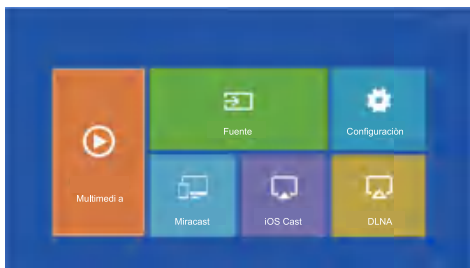 Fuente
Configuración
Multimedi a
Miracast
iOS Cast
DLNA